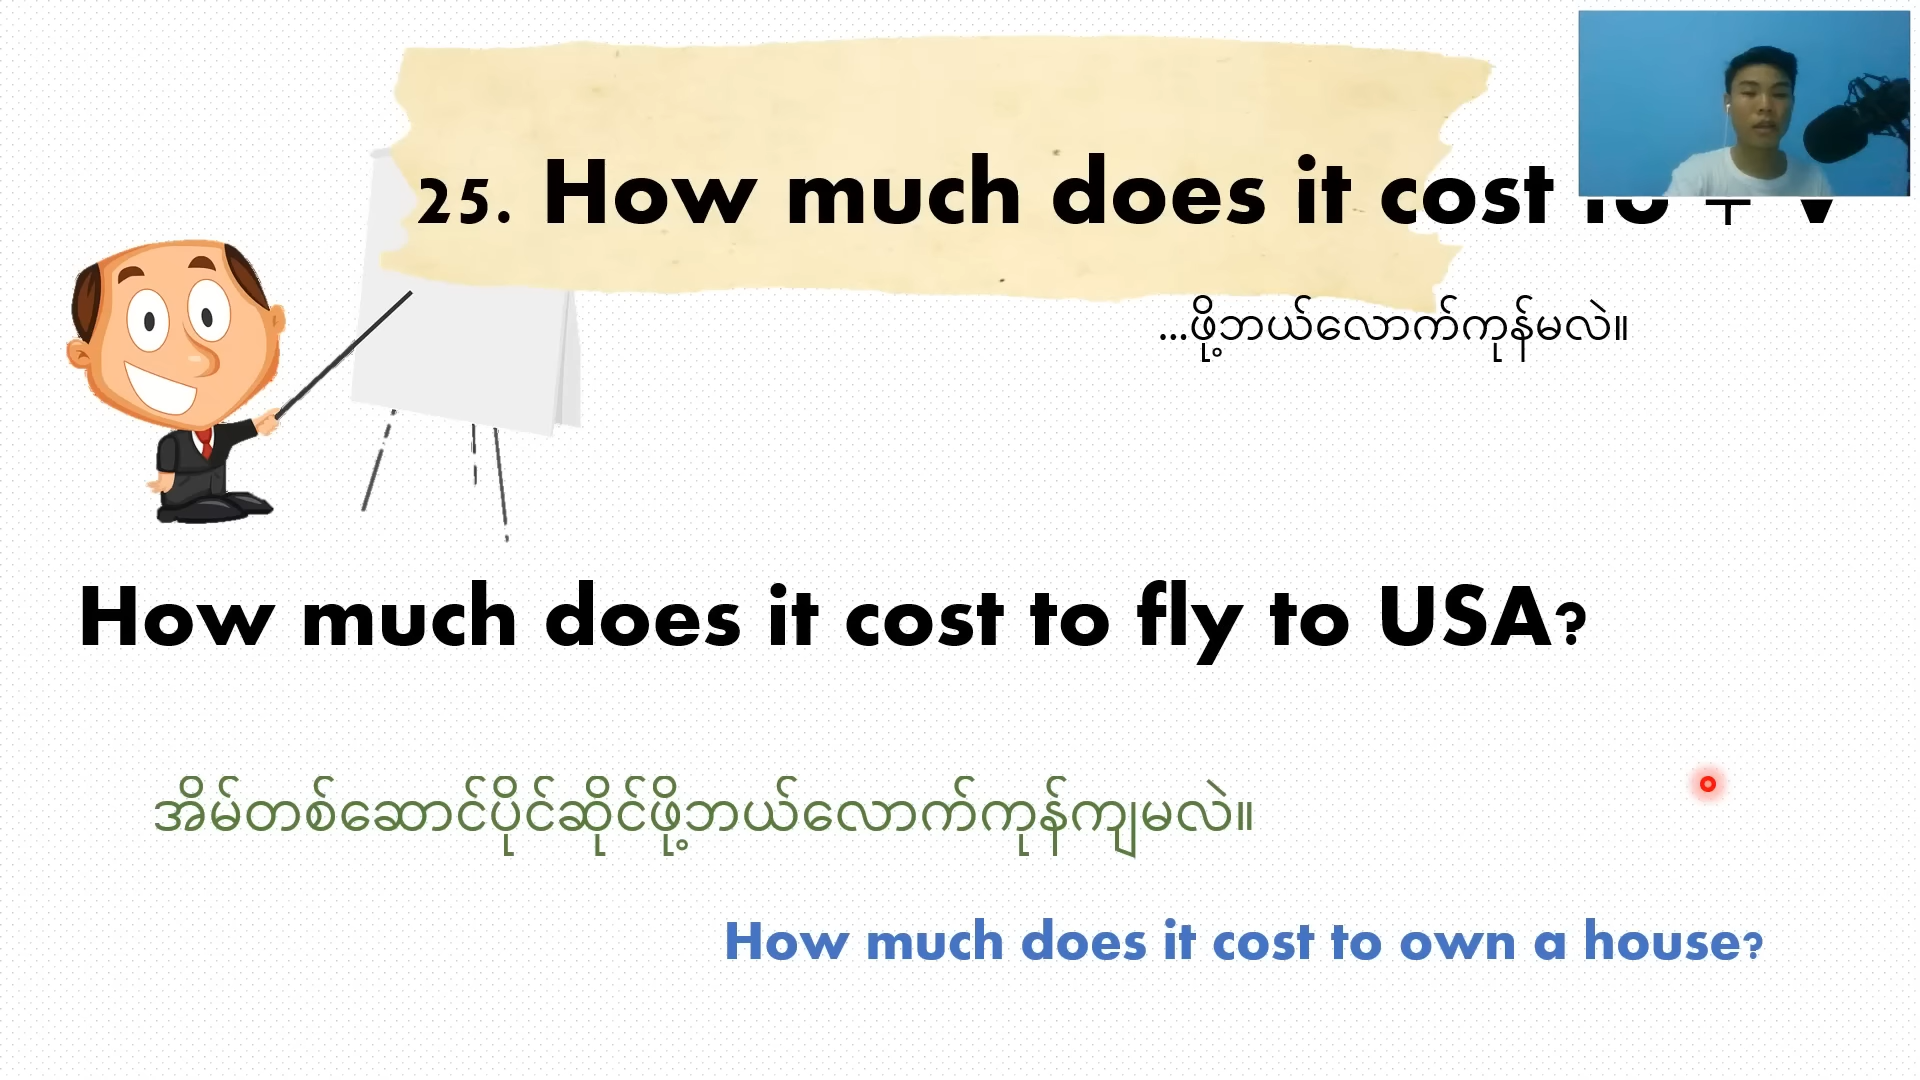 25. How much does it cost to + V
...ဖို့ဘယ်လောက်ကုန်မလဲ။
How much does it cost to fly to USA?
အိမ်တစ်ဆောင်ပိုင်ဆိုင်ဖို့ဘယ်လောက်ကုန်ကျမလဲ။
How much does it cost to own a house?